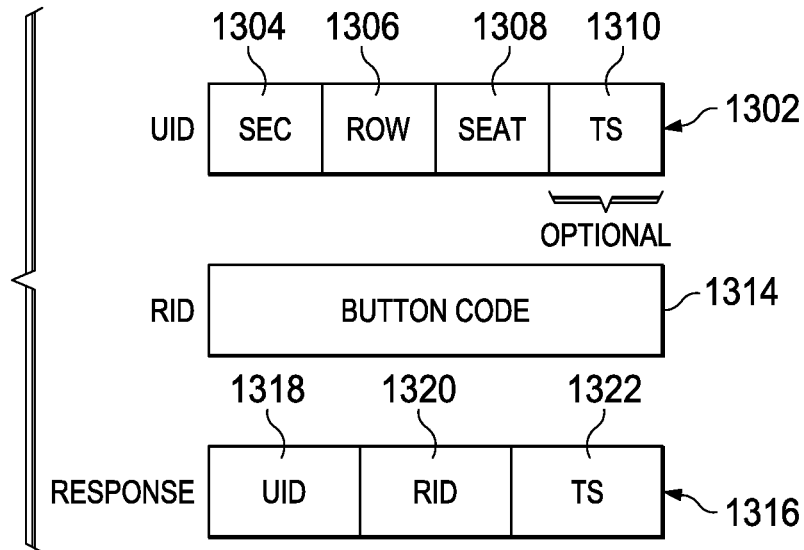 1304 1306 1308 1310
UID SEC ROW SEAT TS 1302
OPTIONAL
RID BUTTON CODE 1314
1318 1320 1322
RESPONSE UID RID TS 1316